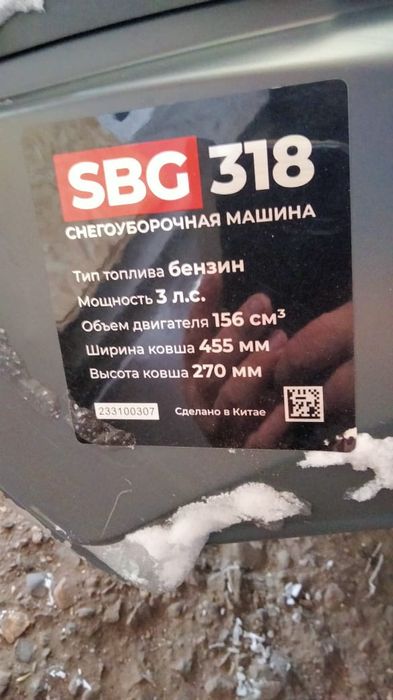 SBG 318
СНЕГОУБОРОЧНАЯ МАШИНА
Тип топлива бензин
Мощность 3 л.с.
Объем двигателя 156 см³
Ширина ковша 455 мм
Высота ковша 270 мм
233100307 Сделано в Китае